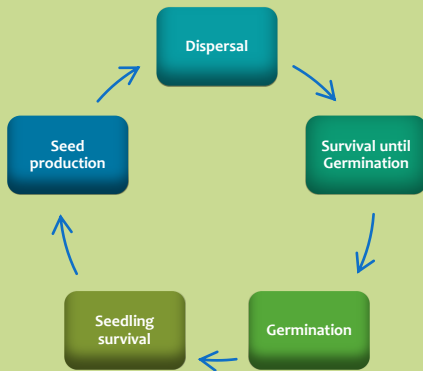 Dispersal
Survival until
Germination
Germination
Seedling
survival
Seed
production